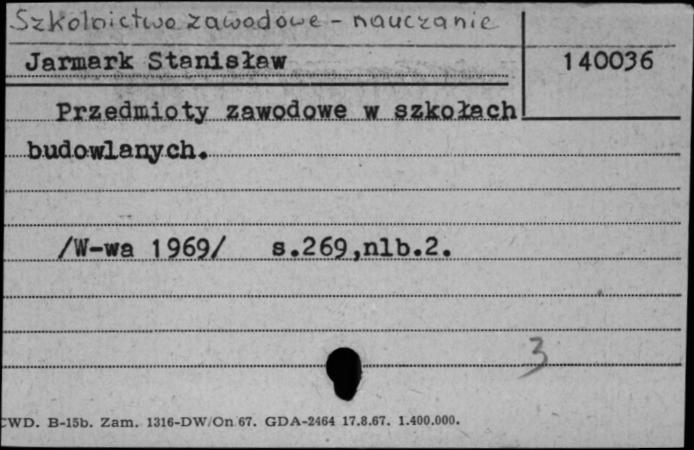 Szkolnictwo zawodowe - nauczanie
Jarmark Stanisław
140036
Przedmioty zawodowe w szkołach
budowlanych.
/W-wa 1969/ s.269,nlb.2.
3
CWD. B-15b. Zam. 1316-DW/On 67. GDA-2464 17.8.67. 1.400.000.